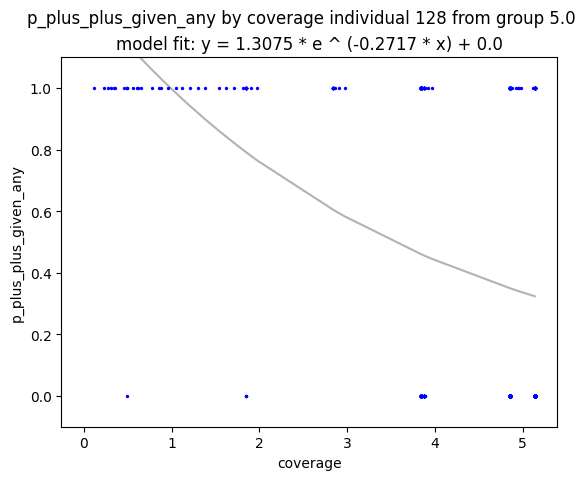 p_plus_plus_given_any by coverage individual 128 from group 5.0
model fit: y = 1.3075 * e ^ (-0.2717 * x) + 0.0
1.0
0.8
0.6
0.4
0.2
0.0
p_plus_plus_given_any
0 1 2 3 4 5
coverage